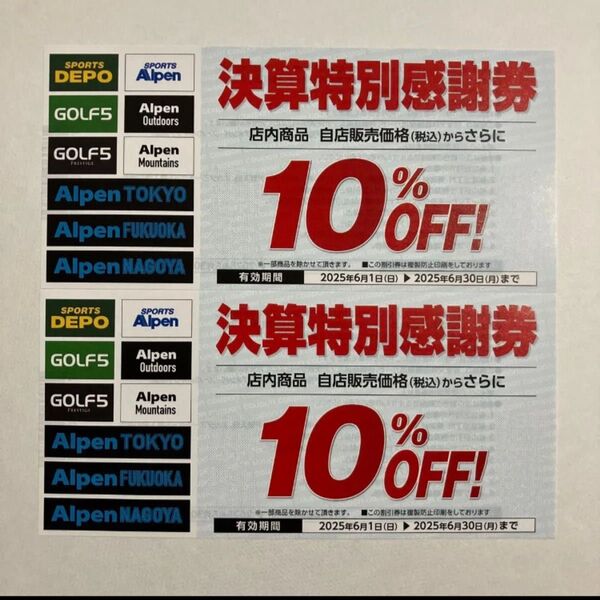 SPORTS DEPO
SPORTS Alpen
GOLF5
Alpen Outdoors
GOLF5 PRESTIGE
Alpen Mountains
Alpen TOKYO
Alpen FUKUOKA
Alpen NAGOYA
決算特別感謝券
店内商品 自店販売価格(税込)からさらに
10% OFF!
※一部商品を除かせて頂きます。 ■この割引券は複製防止印刷をしております
有効期間 2025年6月1日(日) ▶ 2025年6月30日(月)まで
SPORTS DEPO
SPORTS Alpen
GOLF5
Alpen Outdoors
GOLF5 PRESTIGE
Alpen Mountains
Alpen TOKYO
Alpen FUKUOKA
Alpen NAGOYA
決算特別感謝券
店内商品 自店販売価格(税込)からさらに
10% OFF!
※一部商品を除かせて頂きます。 ■この割引券は複製防止印刷をしております
有効期間 2025年6月1日(日) ▶ 2025年6月30日(月)まで